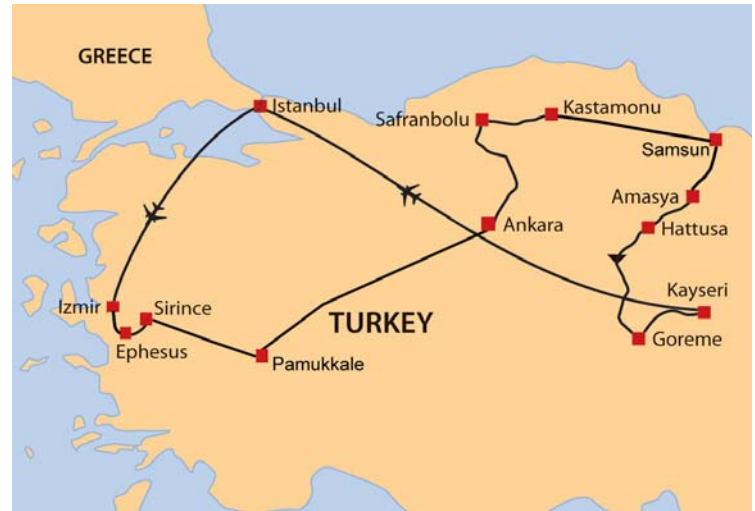 GREECE
Istanbul
Safranbolu
Kastamonu
Samsun
Amasya
Ankara
Hattusa
Kayseri
Izmir
Sirince
TURKEY
Goreme
Ephesus
Pamukkale